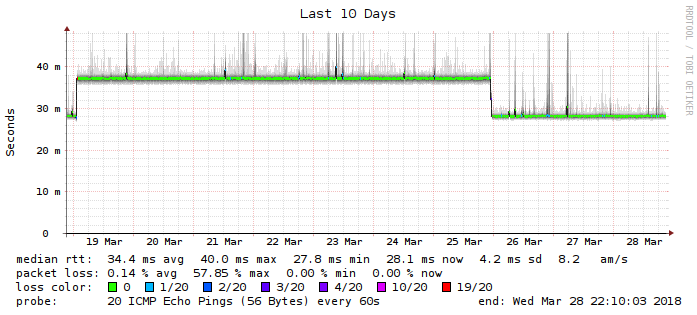 Last 10 Days
RRDTOOL / TOBI OETIKER
Seconds
40 m
30 m
20 m
10 m
0
19 Mar 20 Mar 21 Mar 22 Mar 23 Mar 24 Mar 25 Mar 26 Mar 27 Mar 28 Mar
median rtt: 34.4 ms avg 40.0 ms max 27.8 ms min 28.1 ms now 4.2 ms sd 8.2 am/s
packet loss: 0.14 % avg 57.85 % max 0.00 % min 0.00 % now
loss color: 0 1/20 2/20 3/20 4/20 10/20 19/20
probe: 20 ICMP Echo Pings (56 Bytes) every 60s end: Wed Mar 28 22:10:03 2018